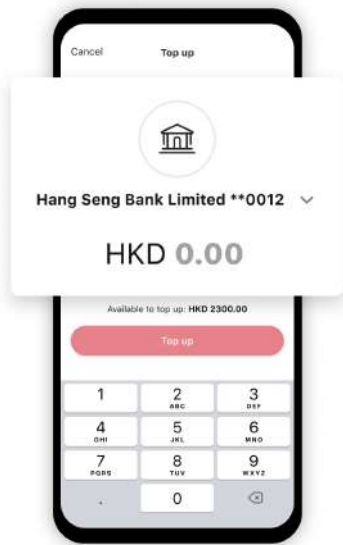 Cancel Top up
Hang Seng Bank Limited **0012
HKD 0.00
Available to top up: HKD 2300.00
Top up
1 2 3
ABC DEF
4 5 6
GHI JKL MNO
7 8 9
PQRS TUV WXYZ
. 0